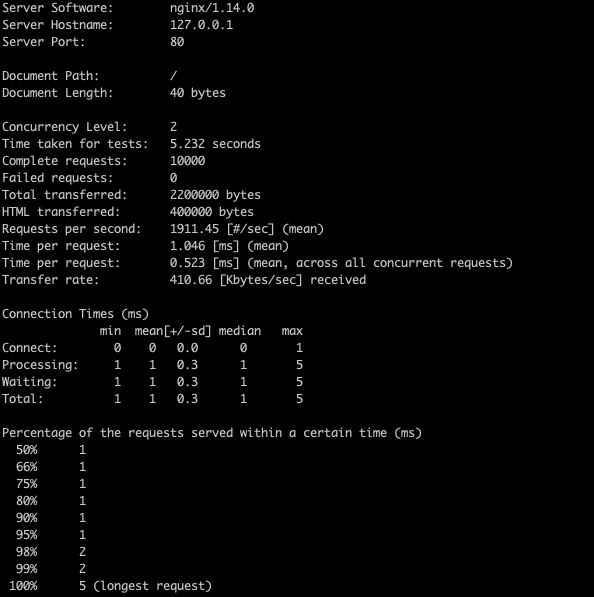 Server Software:        nginx/1.14.0
Server Hostname:        127.0.0.1
Server Port:            80

Document Path:          /
Document Length:        40 bytes

Concurrency Level:      2
Time taken for tests:   5.232 seconds
Complete requests:      10000
Failed requests:        0
Total transferred:      2200000 bytes
HTML transferred:       400000 bytes
Requests per second:    1911.45 [#/sec] (mean)
Time per request:       1.046 [ms] (mean)
Time per request:       0.523 [ms] (mean, across all concurrent requests)
Transfer rate:          410.66 [Kbytes/sec] received

Connection Times (ms)
              min  mean[+/-sd] median   max
Connect:        0    0   0.0      0       1
Processing:     1    1   0.3      1       5
Waiting:        1    1   0.3      1       5
Total:          1    1   0.3      1       5

Percentage of the requests served within a certain time (ms)
  50%      1
  66%      1
  75%      1
  80%      1
  90%      1
  95%      1
  98%      2
  99%      2
 100%      5 (longest request)